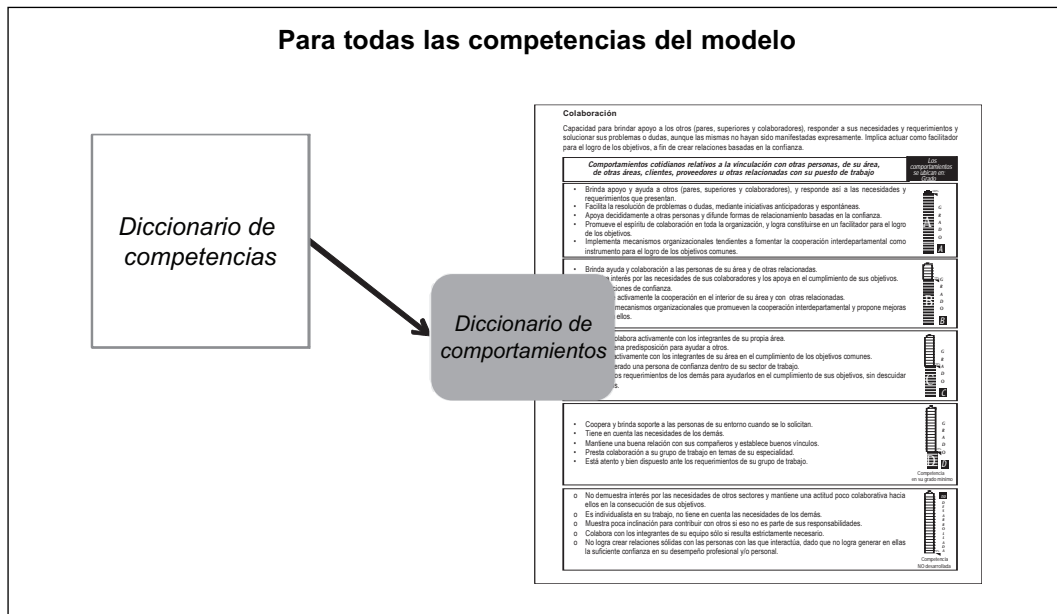 Para todas las competencias del modelo
Diccionario de
competencias
Diccionario de
comportamientos
Colaboración
Capacidad para brindar apoyo a los otros (pares, superiores y colaboradores), responder a sus necesidades y requerimientos y
solucionar sus problemas o dudas, aunque las mismas no hayan sido manifestadas expresamente. Implica actuar como facilitador
para el logro de los objetivos, a fin de crear relaciones basadas en la confianza.
Comportamientos cotidianos relativos a la vinculación con otras personas, de su área,
de otras áreas, clientes, proveedores u otras relacionadas con su puesto de trabajo
Los
comportamientos
se ubican en:
Grado
• Brinda apoyo y ayuda a otros (pares, superiores y colaboradores), y responde así a las necesidades y
requerimientos que presentan.
• Facilita la resolución de problemas o dudas, mediante iniciativas anticipadoras y espontáneas.
• Apoya decididamente a otras personas y difunde formas de relacionamiento basadas en la confianza.
• Promueve el espíritu de colaboración en toda la organización, y logra constituirse en un facilitador para el logro
de los objetivos.
• Implementa mecanismos organizacionales tendientes a fomentar la cooperación interdepartamental como
instrumento para el logro de los objetivos comunes.
A
GRADO
A
• Brinda ayuda y colaboración a las personas de su área y de otras relacionadas.
interés por las necesidades de sus colaboradores y los apoya en el cumplimiento de sus objetivos.
ciones de confianza.
activamente la cooperación en el interior de su área y con otras relacionadas.
mecanismos organizacionales que promueven la cooperación interdepartamental y propone mejoras
ellos.
B
GRADO
B
olabora activamente con los integrantes de su propia área.
ena predisposición para ayudar a otros.
ctivamente con los integrantes de su área en el cumplimiento de los objetivos comunes.
erado una persona de confianza dentro de su sector de trabajo.
os requerimientos de los demás para ayudarlos en el cumplimiento de sus objetivos, sin descuidar
s.
C
GRADO
C
• Coopera y brinda soporte a las personas de su entorno cuando se lo solicitan.
• Tiene en cuenta las necesidades de los demás.
• Mantiene una buena relación con sus compañeros y establece buenos vínculos.
• Presta colaboración a su grupo de trabajo en temas de su especialidad.
• Está atento y bien dispuesto ante los requerimientos de su grupo de trabajo.
D
GRADO
D
Competencia
en su grado mínimo
o No demuestra interés por las necesidades de otros sectores y mantiene una actitud poco colaborativa hacia
ellos en la consecución de sus objetivos.
o Es individualista en su trabajo, no tiene en cuenta las necesidades de los demás.
o Muestra poca inclinación para contribuir con otros si eso no es parte de sus responsabilidades.
o Colabora con los integrantes de su equipo sólo si resulta estrictamente necesario.
o No logra crear relaciones sólidas con las personas con las que interactúa, dado que no logra generar en ellas
la suficiente confianza en su desempeño profesional y/o personal.
DESARROLLADA
Competencia
NO desarrollada